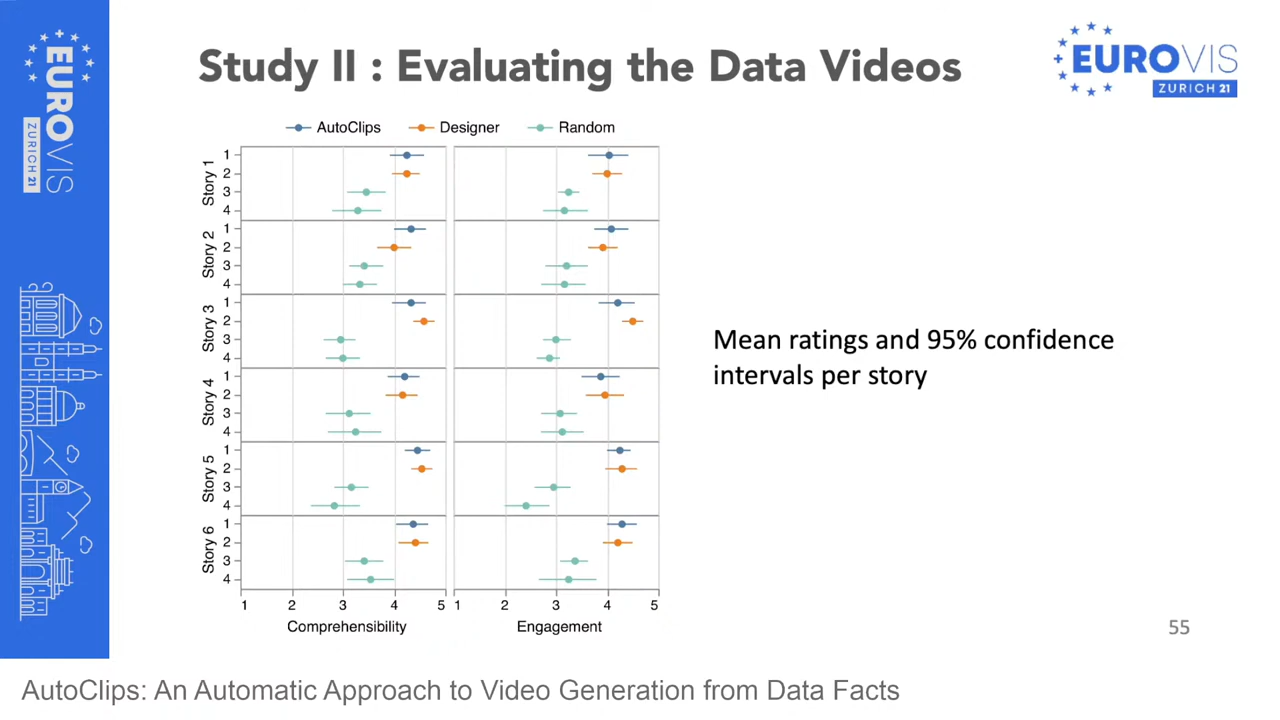 EUROVIS
ZURICH 21
Study II : Evaluating the Data Videos
EUROVIS
ZURICH 21
AutoClips Designer Random
Story 1
1
2
3
4
Story 2
1
2
3
4
Story 3
1
2
3
4
Story 4
1
2
3
4
Story 5
1
2
3
4
Story 6
1
2
3
4
1 2 3 4 5 1 2 3 4 5
Comprehensibility Engagement
Mean ratings and 95% confidence
intervals per story
55
AutoClips: An Automatic Approach to Video Generation from Data Facts